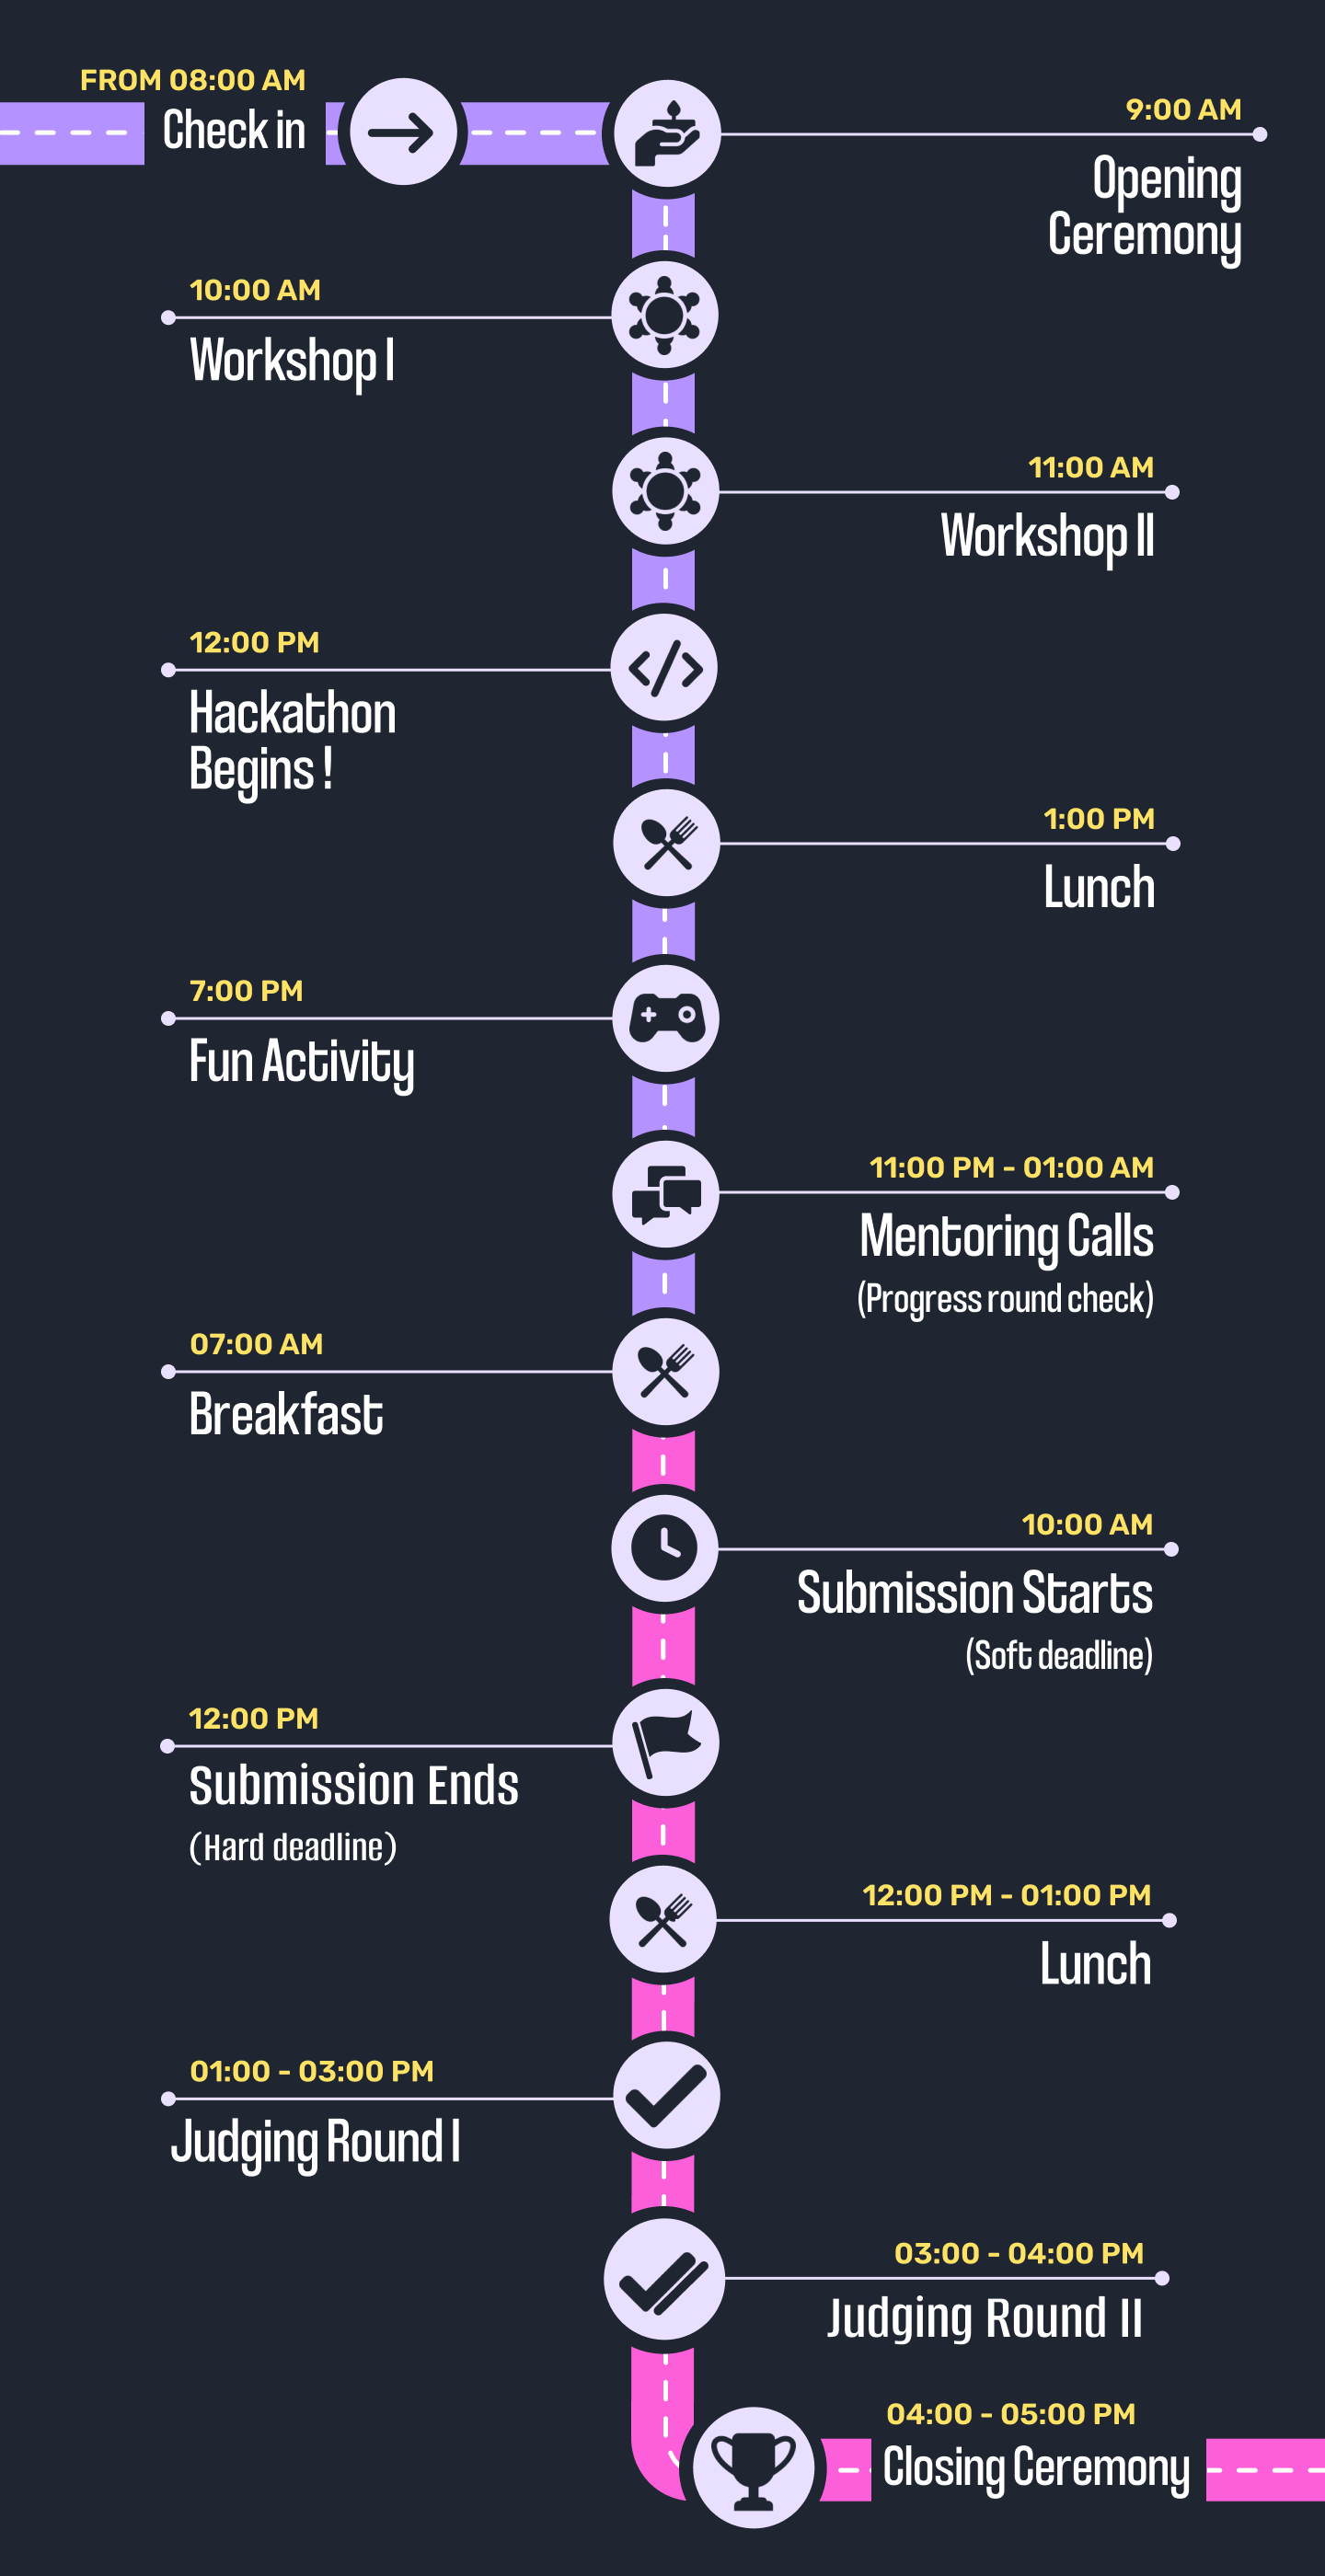 FROM 08:00 AM
Check in
9:00 AM
Opening
Ceremony
10:00 AM
Workshop I
11:00 AM
Workshop II
12:00 PM
Hackathon
Begins !
1:00 PM
Lunch
7:00 PM
Fun Activity
11:00 PM - 01:00 AM
Mentoring Calls
(Progress round check)
07:00 AM
Breakfast
10:00 AM
Submission Starts
(Soft deadline)
12:00 PM
Submission Ends
(Hard deadline)
12:00 PM - 01:00 PM
Lunch
01:00 - 03:00 PM
Judging Round I
03:00 - 04:00 PM
Judging Round II
04:00 - 05:00 PM
Closing Ceremony